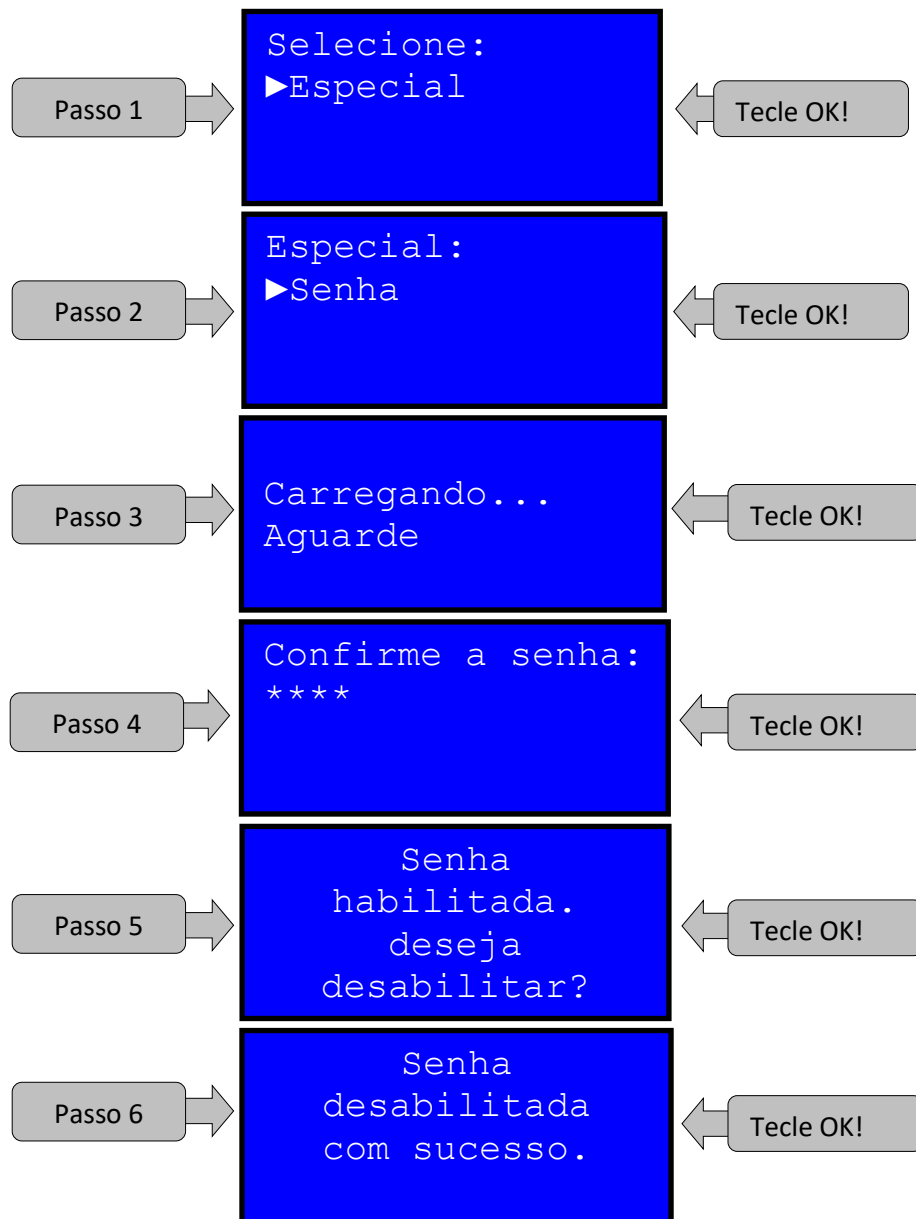 Passo 1
Selecione:
►Especial
Tecle OK!
Passo 2
Especial:
►Senha
Tecle OK!
Passo 3
Carregando...
Aguarde
Tecle OK!
Passo 4
Confirme a senha:
****
Tecle OK!
Passo 5
Senha
habilitada.
deseja
desabilitar?
Tecle OK!
Passo 6
Senha
desabilitada
com sucesso.
Tecle OK!